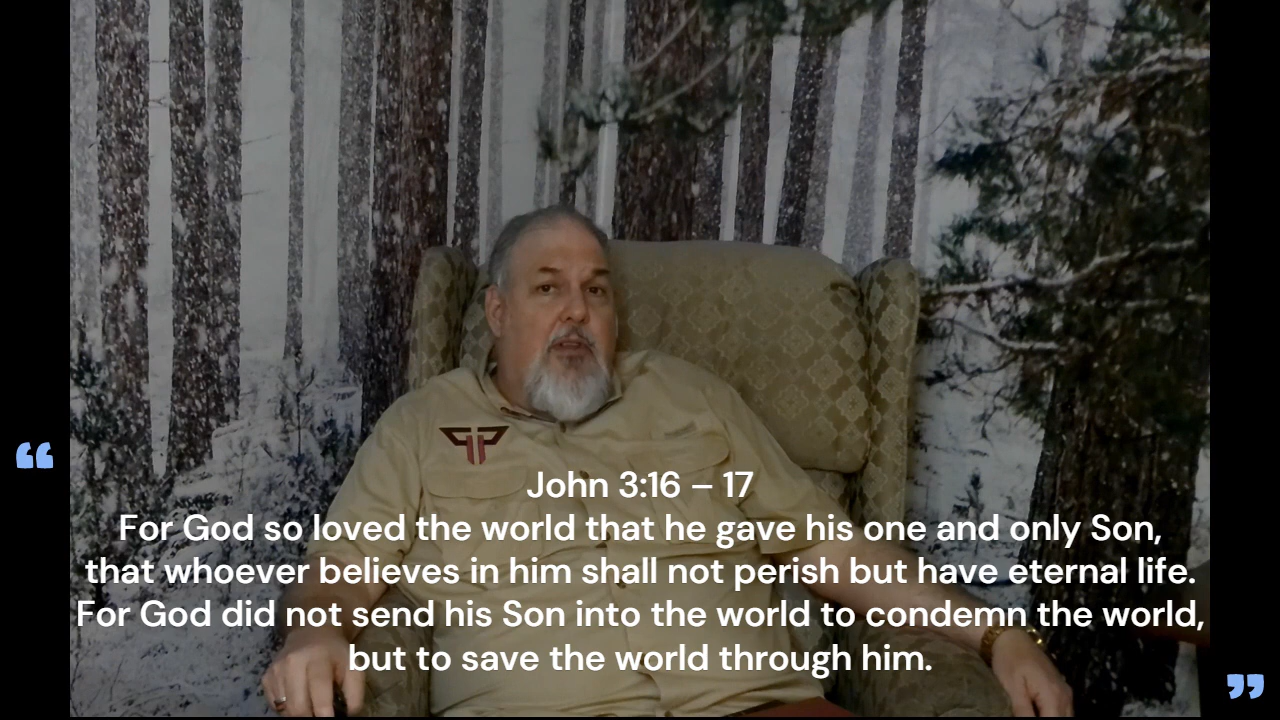 “
John 3:16 – 17
For God so loved the world that he gave his one and only Son,
that whoever believes in him shall not perish but have eternal life.
For God did not send his Son into the world to condemn the world,
but to save the world through him.
”